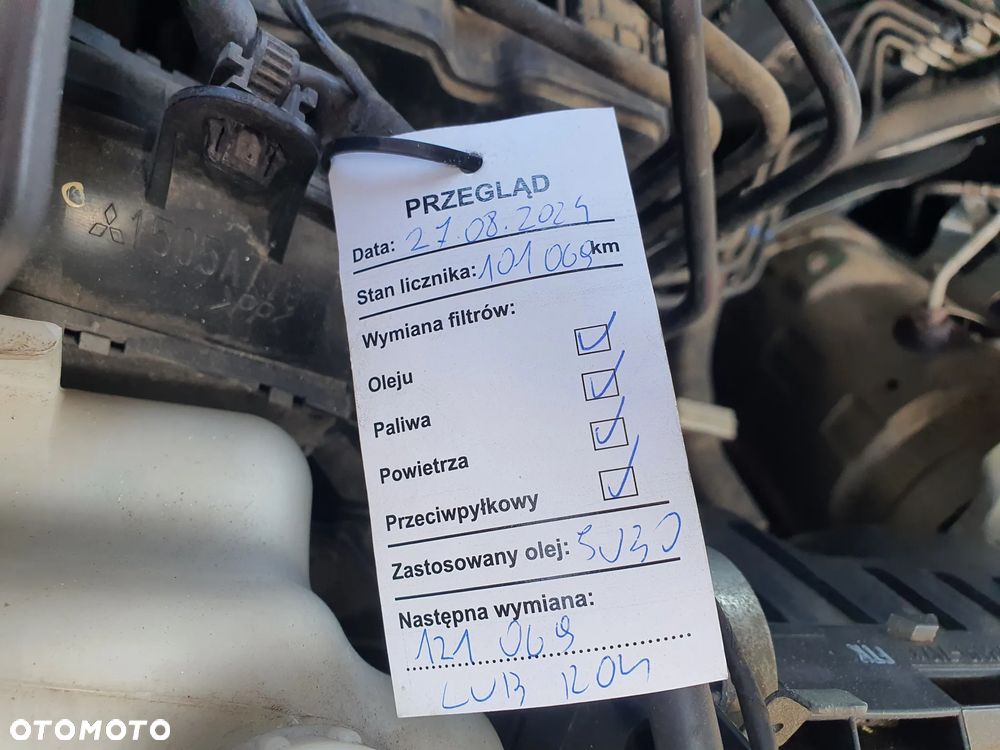 PRZEGLĄD
Data: 27.08.2024
Stan licznika: 101 069 km
Wymiana filtrów:
Oleju
Paliwa
Powietrza
Przeciwpyłkowy
Zastosowany olej: 5W30
Następna wymiana:
121 069
LUB ROK
OTOMOTO